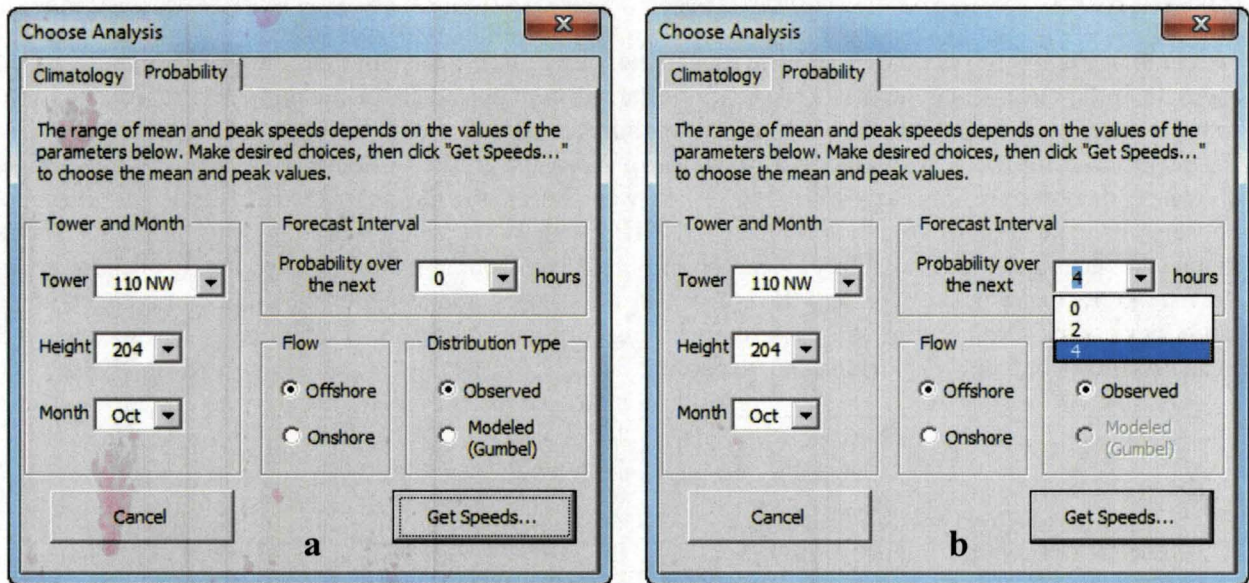 Choose Analysis
X
Climatology
Probability
The range of mean and peak speeds depends on the values of the
parameters below. Make desired choices, then click "Get Speeds..."
to choose the mean and peak values.
Tower and Month
Tower 110 NW
Height 204
Month Oct
Forecast Interval
Probability over
the next
0
hours
Flow
Offshore
Onshore
Distribution Type
Observed
Modeled
(Gumbel)
Cancel
Get Speeds...
a
Choose Analysis
X
Climatology
Probability
The range of mean and peak speeds depends on the values of the
parameters below. Make desired choices, then click "Get Speeds..."
to choose the mean and peak values.
Tower and Month
Tower 110 NW
Height 204
Month Oct
Forecast Interval
Probability over
the next
4
hours
0
2
4
Flow
Offshore
Onshore
Observed
Modeled
(Gumbel)
Cancel
Get Speeds...
b